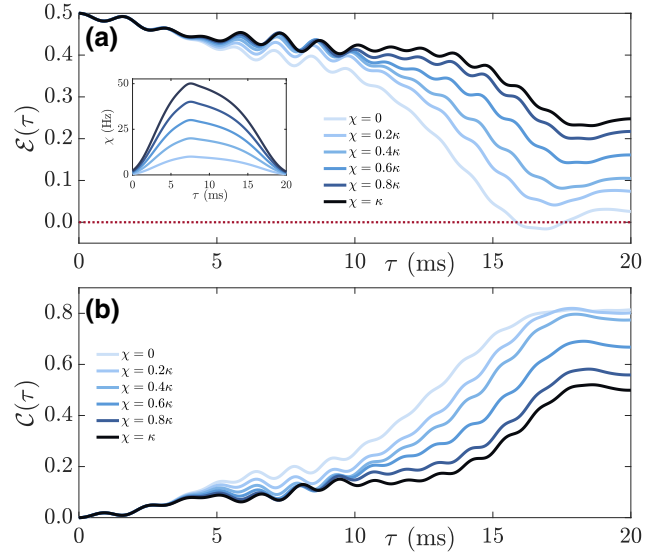 (a)
0.5
0.4
0.3
0.2
0.1
0.0
ℰ(τ)
50
25
0
χ (Hz)
0 5 10 15 20
τ (ms)
χ = 0
χ = 0.2κ
χ = 0.4κ
χ = 0.6κ
χ = 0.8κ
χ = κ
0 5 10 15 20
τ (ms)
(b)
0.8
0.6
0.4
0.2
0.0
𝒞(τ)
χ = 0
χ = 0.2κ
χ = 0.4κ
χ = 0.6κ
χ = 0.8κ
χ = κ
0 5 10 15 20
τ (ms)